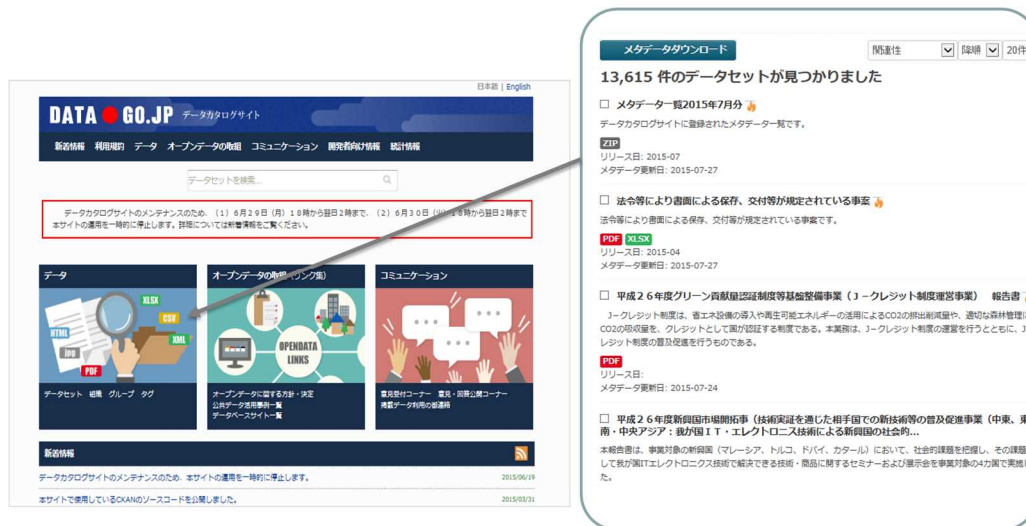 日本語 | English
DATA GO.JP データカタログサイト
新着情報 利用規約 データ オープンデータの取組 コミュニケーション 開発者向け情報 統計情報
データセットを検索...
データカタログサイトのメンテナンスのため、(1)6月29日(月)18時から翌日2時まで、(2)6月30日(火)18時から翌日2時まで
本サイトの運用を一時的に停止します。詳細については新着情報をご覧ください。
データ
XLSX
CSV
HTML
XML
jpg
PDF
データセット 組織 グループ タグ
オープンデータの取組(リンク集)
OPENDATA
LINKS
オープンデータに関する方針・決定
公共データ活用事例一覧
データベースサイト一覧
コミュニケーション
意見受付コーナー 意見・回答公開コーナー
掲載データ利用の御連絡
新着情報
データカタログサイトのメンテナンスのため、本サイトの運用を一時的に停止します。 2015/06/19
本サイトで使用しているCKANのソースコードを公開しました。 2015/03/31
メタデータダウンロード 関連性 降順 20件
13,615 件のデータセットが見つかりました
メタデータ一覧2015年7月分
データカタログサイトに登録されたメタデータ一覧です。
ZIP
リリース日: 2015-07
メタデータ更新日: 2015-07-27
法令等により書面による保存、交付等が規定されている事案
法令等により書面による保存、交付等が規定されている事案です。
PDF XLSX
リリース日: 2015-04
メタデータ更新日: 2015-07-27
平成26年度グリーン貢献量認証制度等基盤整備事業(J-クレジット制度運営事業) 報告書
J-クレジット制度は、省エネ設備の導入や再生可能エネルギーの活用によるCO2の排出削減量や、適切な森林管理に
CO2の吸収量を、クレジットとして国が認証する制度である。本業務は、J-クレジット制度の運営を行うとともに、J
レジット制度の普及促進を行うものである。
PDF
リリース日:
メタデータ更新日: 2015-07-24
平成26年度新興国市場開拓事(技術実証を通じた相手国での新技術等の普及促進事業(中東、東
南・中央アジア:我が国IT・エレクトロニクス技術による新興国の社会的...
本報告書は、事業対象の新興国(マレーシア、トルコ、ドバイ、カタール)において、社会的課題を把握し、その課題
して我が国ITエレクトロニクス技術で解決できる技術・商品に関するセミナーおよび展示会を事業対象の4カ国で実施し
た。